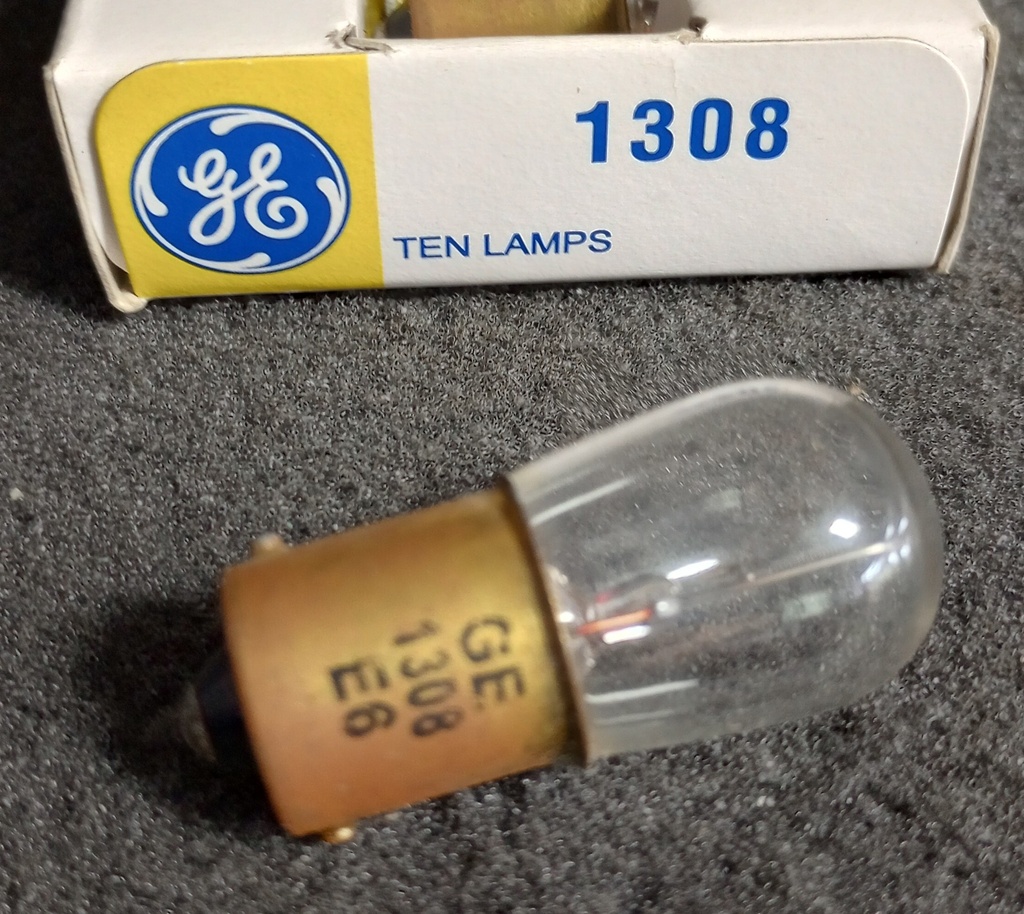 GE
1308
TEN LAMPS
GE.
1308
E6